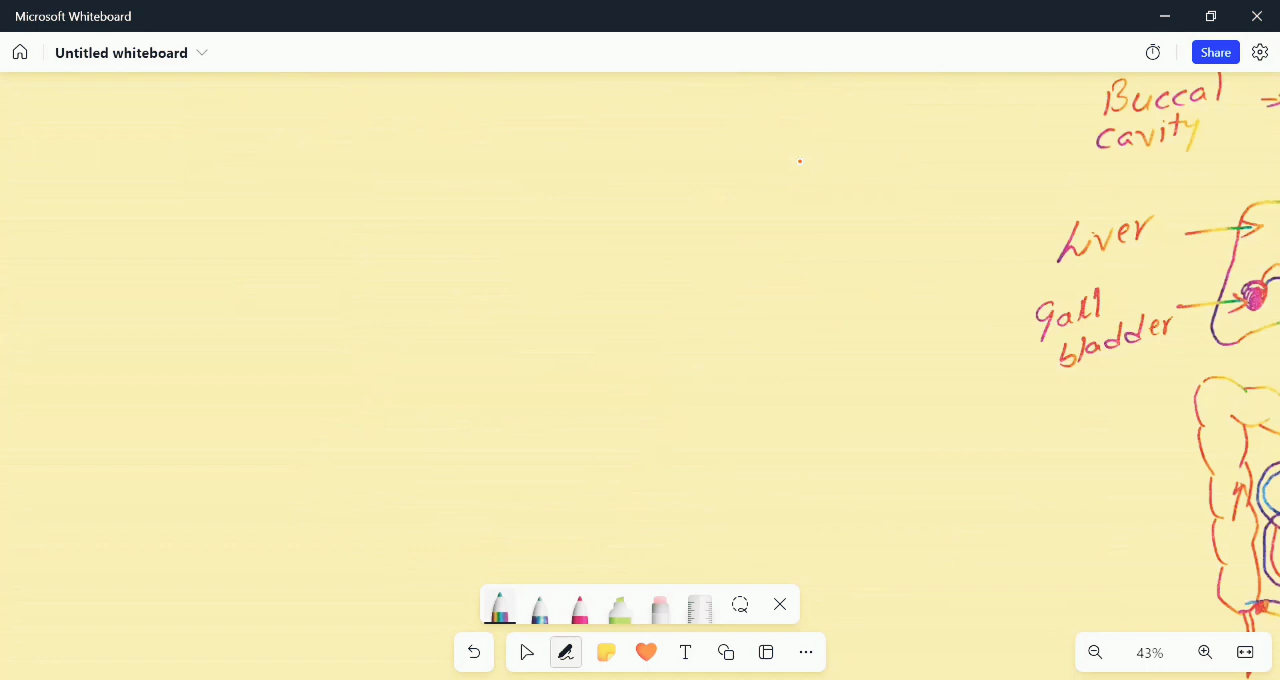 Microsoft Whiteboard
Untitled whiteboard
Share
Buccal
cavity
Liver
gall
bladder
43%